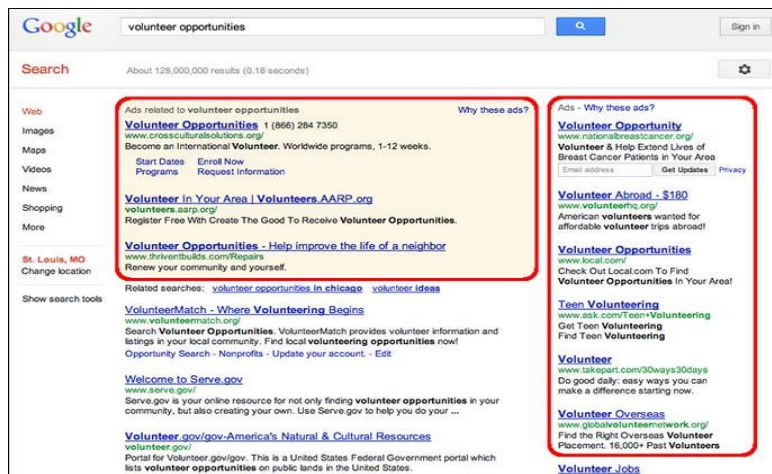 Google
volunteer opportunities
Sign in
Search
About 128,000,000 results (0.18 seconds)
Web
Images
Maps
Videos
News
Shopping
More
St. Louis, MO
Change location
Show search tools
Ads related to volunteer opportunities
Why these ads?
Volunteer Opportunities 1 (866) 284 7350
www.crossculturalsolutions.org/
Become an International Volunteer. Worldwide programs, 1-12 weeks.
Start Dates Enroll Now
Programs Request Information
Volunteer In Your Area | Volunteers.AARP.org
volunteers.aarp.org/
Register Free With Create The Good To Receive Volunteer Opportunities.
Volunteer Opportunities - Help improve the life of a neighbor
www.thriventbuilds.com/Repairs
Renew your community and yourself.
Related searches: volunteer opportunities in chicago volunteer ideas
VolunteerMatch - Where Volunteering Begins
www.volunteermatch.org/
Search Volunteer Opportunities. VolunteerMatch provides volunteer information and
listings in your local community. Find local volunteering opportunities now!
Opportunity Search - Nonprofits - Update your account. - Edit
Welcome to Serve.gov
www.serve.gov/
Serve.gov is your online resource for not only finding volunteer opportunities in your
community, but also creating your own. Use Serve.gov to help you do your ...
Volunteer.gov/gov-America's Natural & Cultural Resources
volunteer.gov/
Portal for Volunteer.gov/gov. This is a United States Federal Government portal which
lists volunteer opportunities on public lands in the United States.
Ads - Why these ads?
Volunteer Opportunity
www.nationalbreastcancer.org/
Volunteer & Help Extend Lives of
Breast Cancer Patients in Your Area
Email address Get Updates Privacy
Volunteer Abroad - $180
www.volunteerhq.org/
American volunteers wanted for
affordable volunteer trips abroad!
Volunteer Opportunities
www.local.com/
Check Out Local.com To Find
Volunteer Opportunities In Your Area!
Teen Volunteering
www.ask.com/Teen+Volunteering
Get Teen Volunteering
Find Teen Volunteering
Volunteer
www.takepart.com/30ways30days
Do good daily: easy ways you can
make a difference starting now.
Volunteer Overseas
www.globalvolunteernetwork.org/
Find the Right Overseas Volunteer
Placement. 16,000+ Past Volunteers
Volunteer Jobs